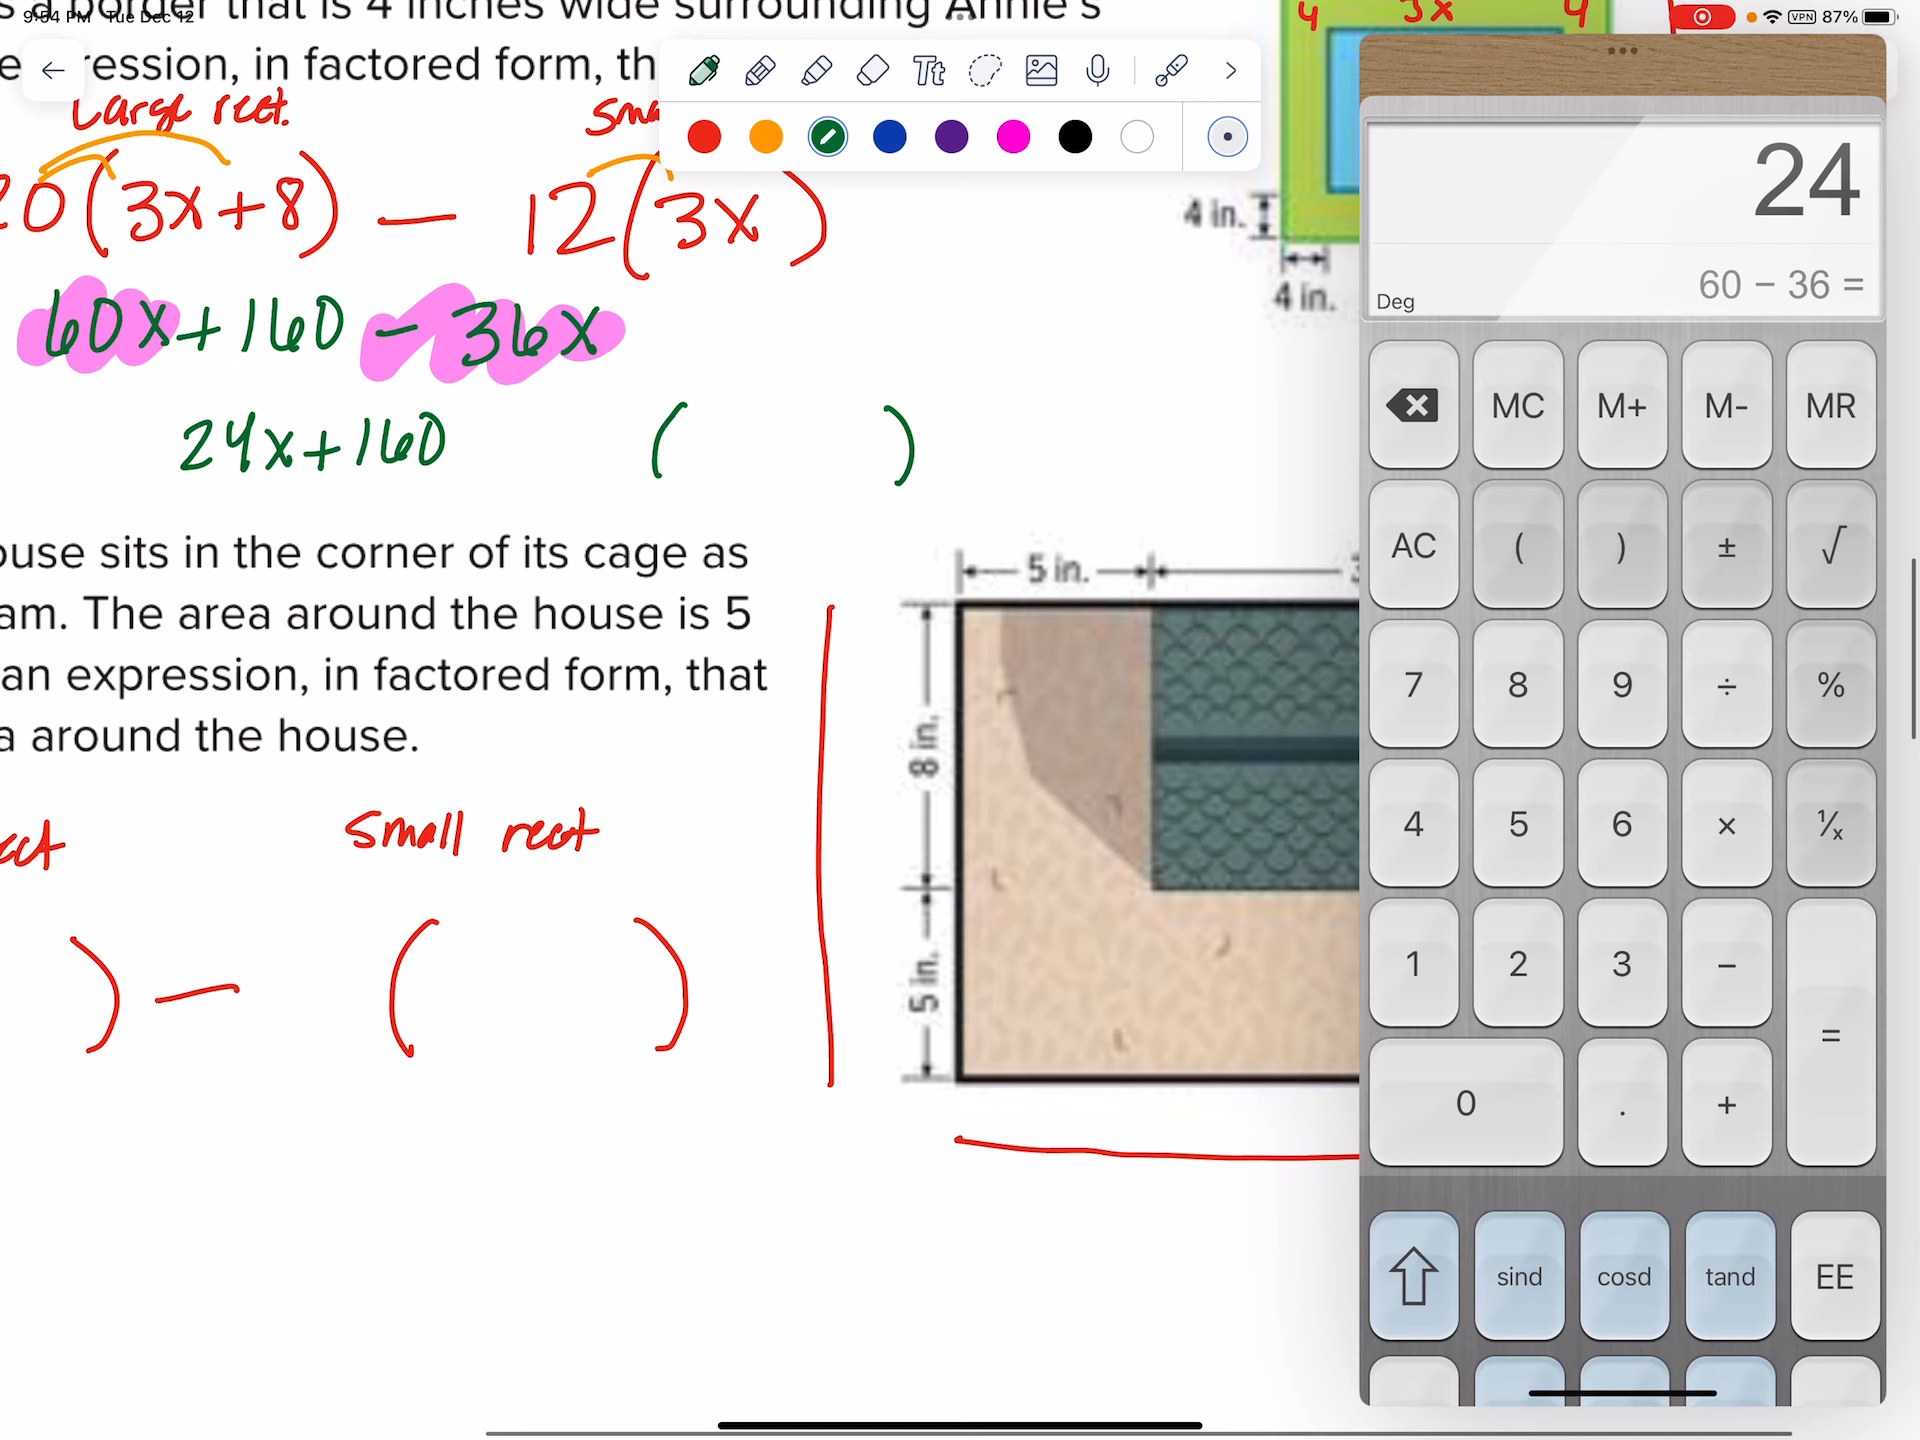 s a border that is 4 inches wide surrounding Annie's
9:54 PM Tue Dec 12
VPN 87%
ression, in factored form, th
Tt
Large rect.
20(3x+8) — 12(3x)
60x+160 - 36x
24x+160 ( )
4 3x 4
4 in.
4 in.
ouse sits in the corner of its cage as
am. The area around the house is 5
an expression, in factored form, that
a around the house.
Small rect
) — ( )
5 in.
8 in.
5 in.
24
60 − 36 =
Deg
MC M+ M- MR
AC ( ) ± √
7 8 9 ÷ %
4 5 6 × 1/x
1 2 3 −
=
0 . +
sind cosd tand EE